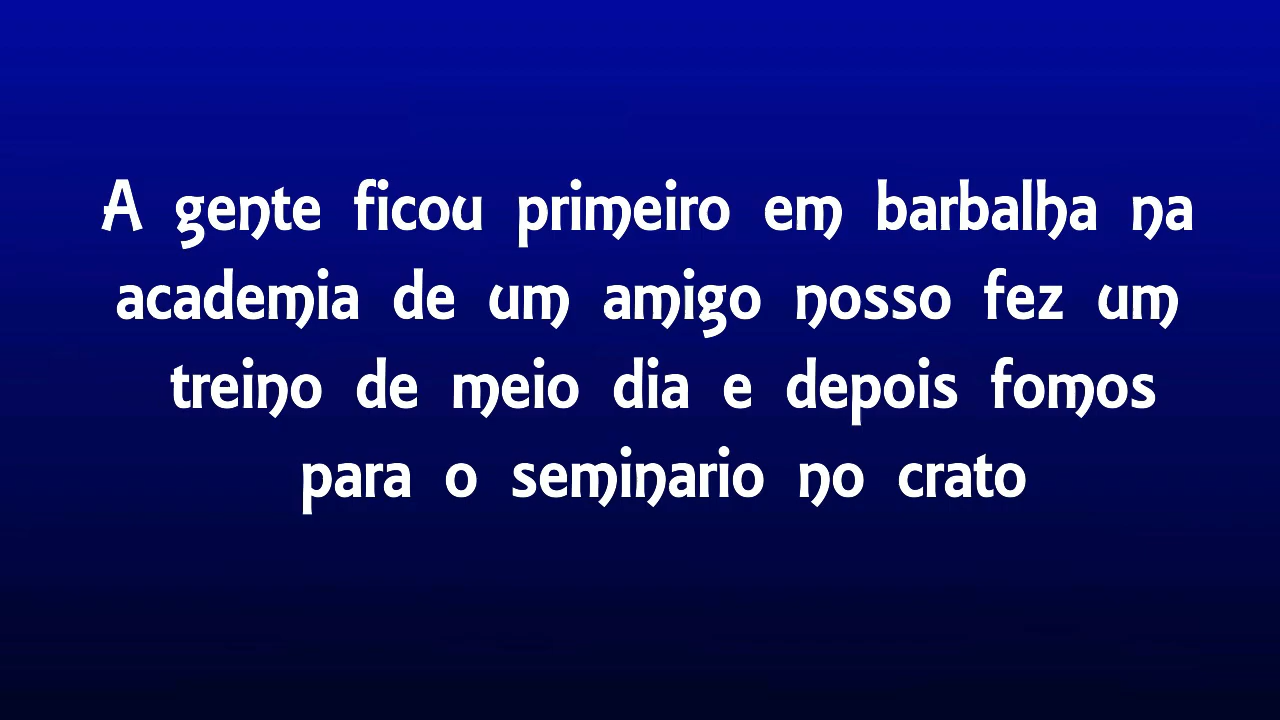 A gente ficou primeiro em barbalha na
academia de um amigo nosso fez um
treino de meio dia e depois fomos
para o seminario no crato